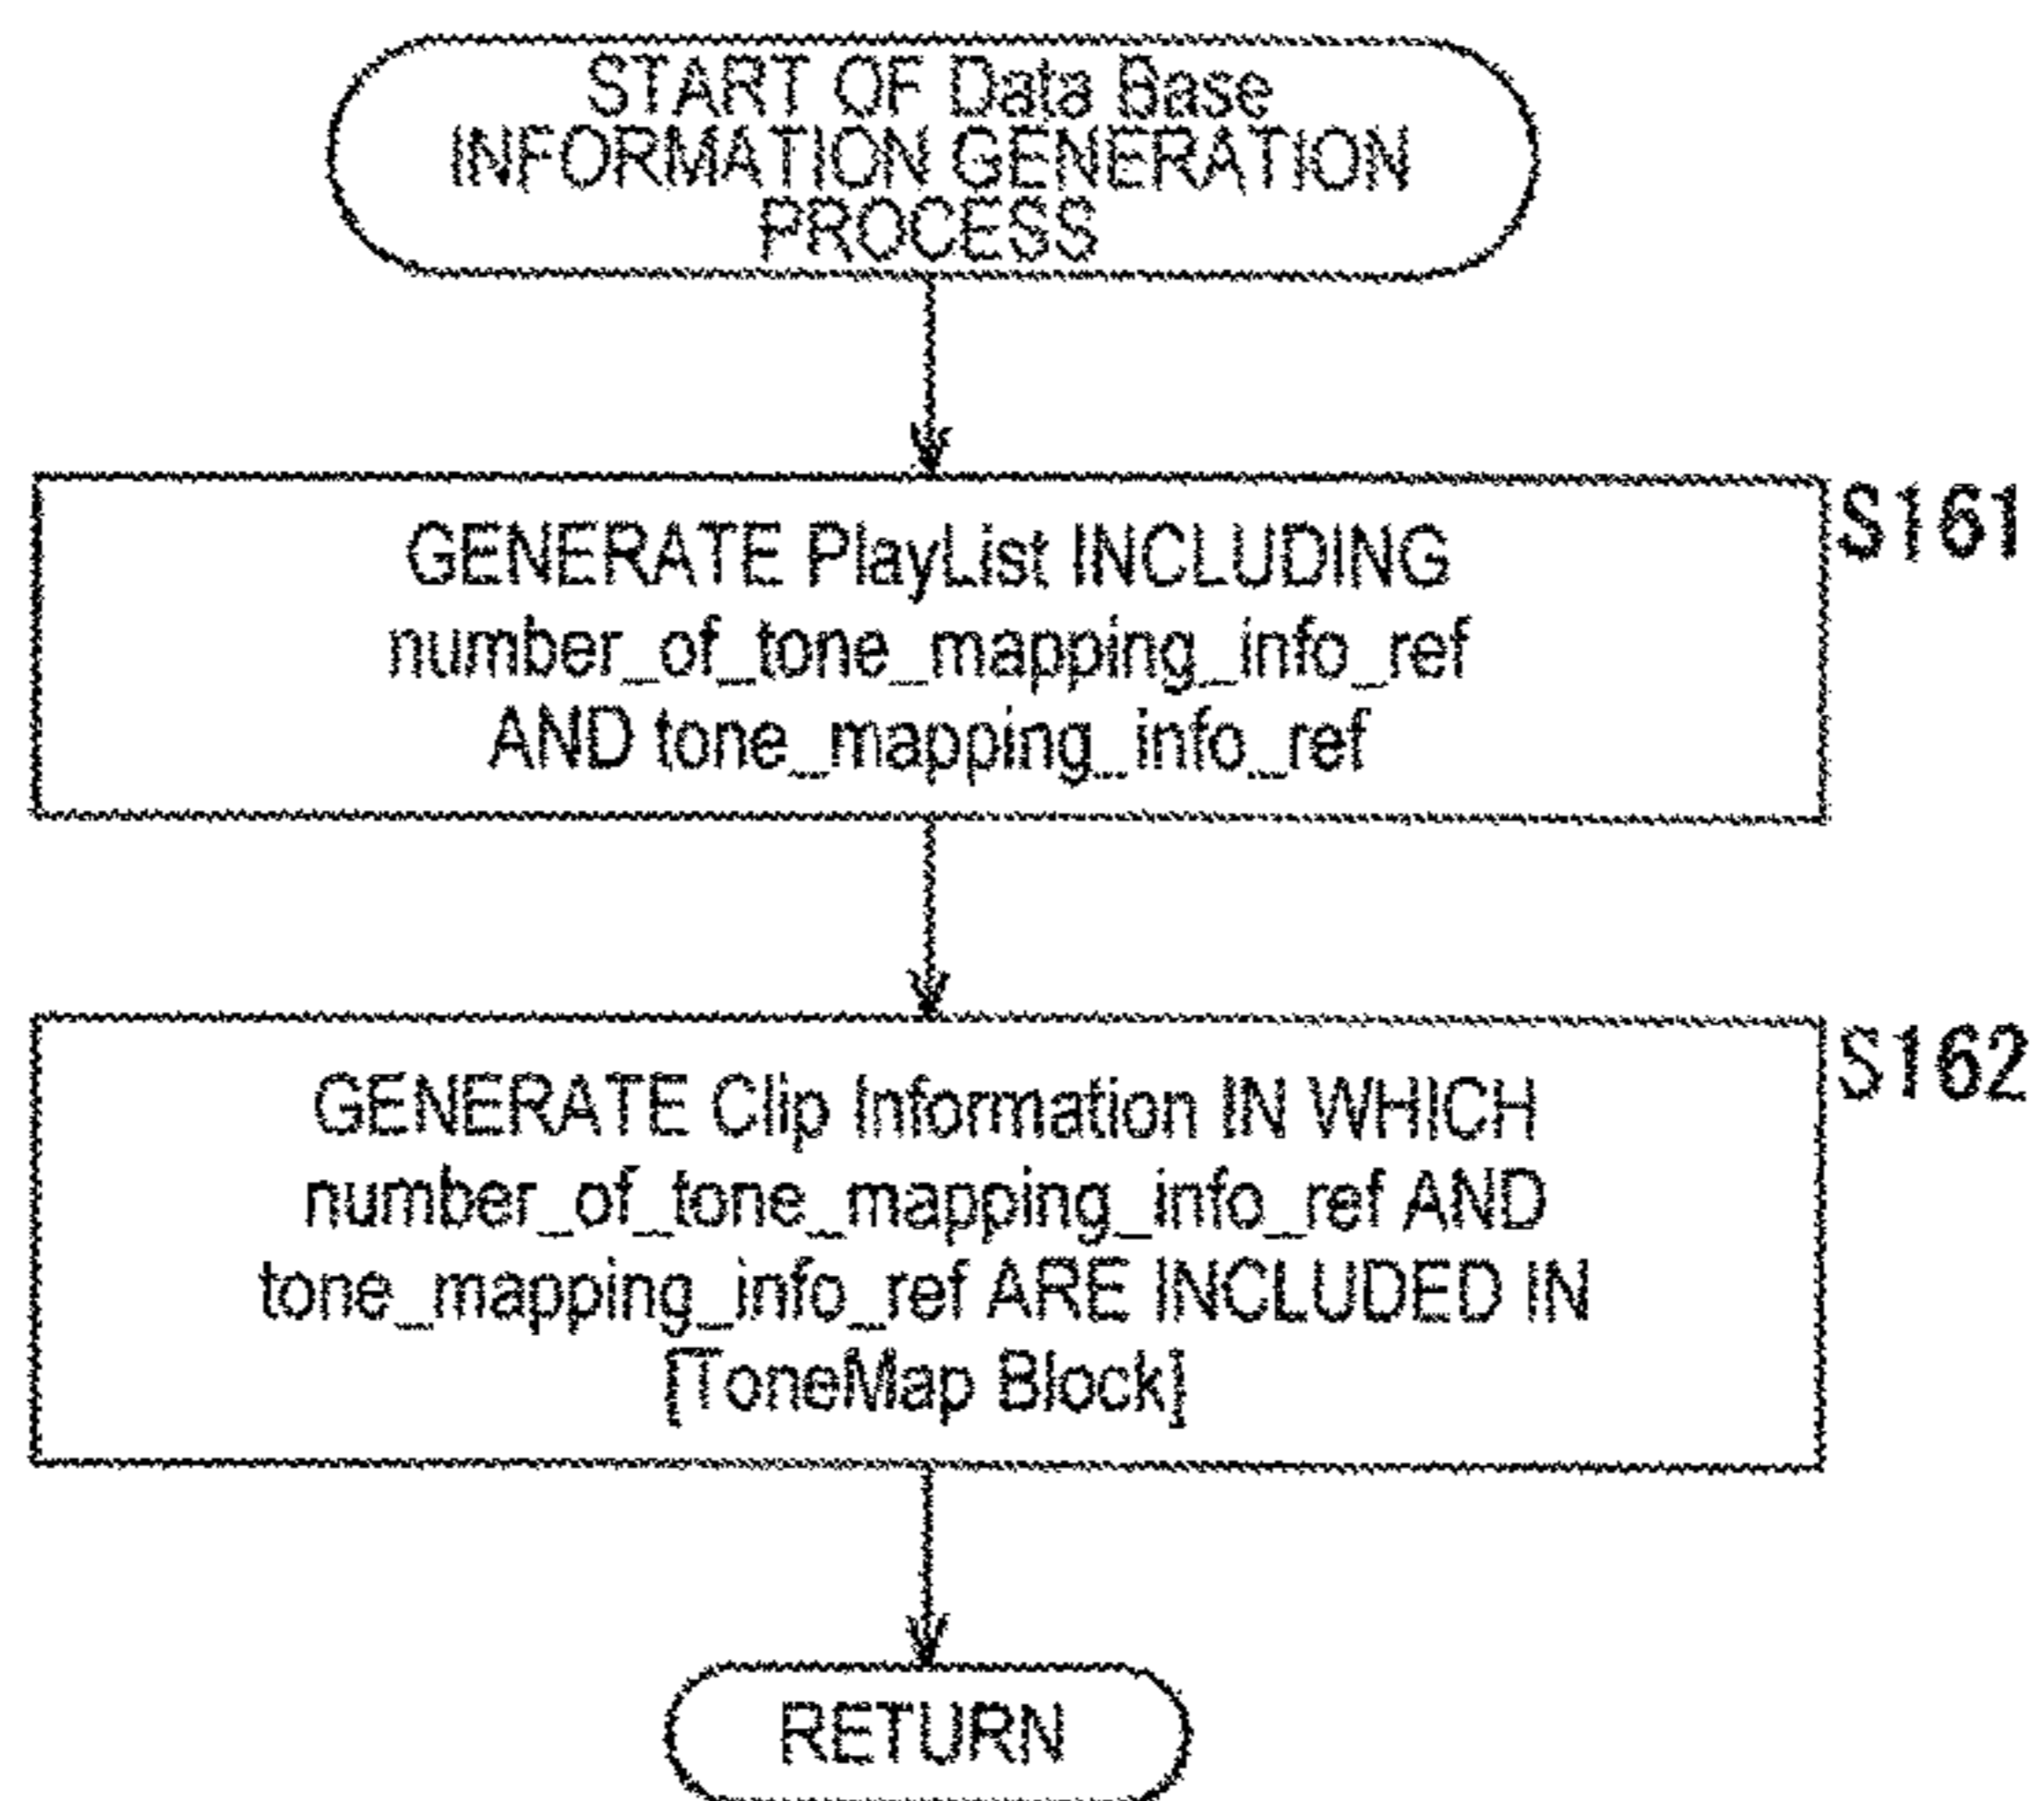 START OF Data Base
INFORMATION GENERATION
PROCESS
S161
GENERATE PlayList INCLUDING
number_of_tone_mapping_info_ref
AND tone_mapping_info_ref
S162
GENERATE Clip Information IN WHICH
number_of_tone_mapping_info_ref AND
tone_mapping_info_ref ARE INCLUDED IN
[ToneMap Block]
RETURN